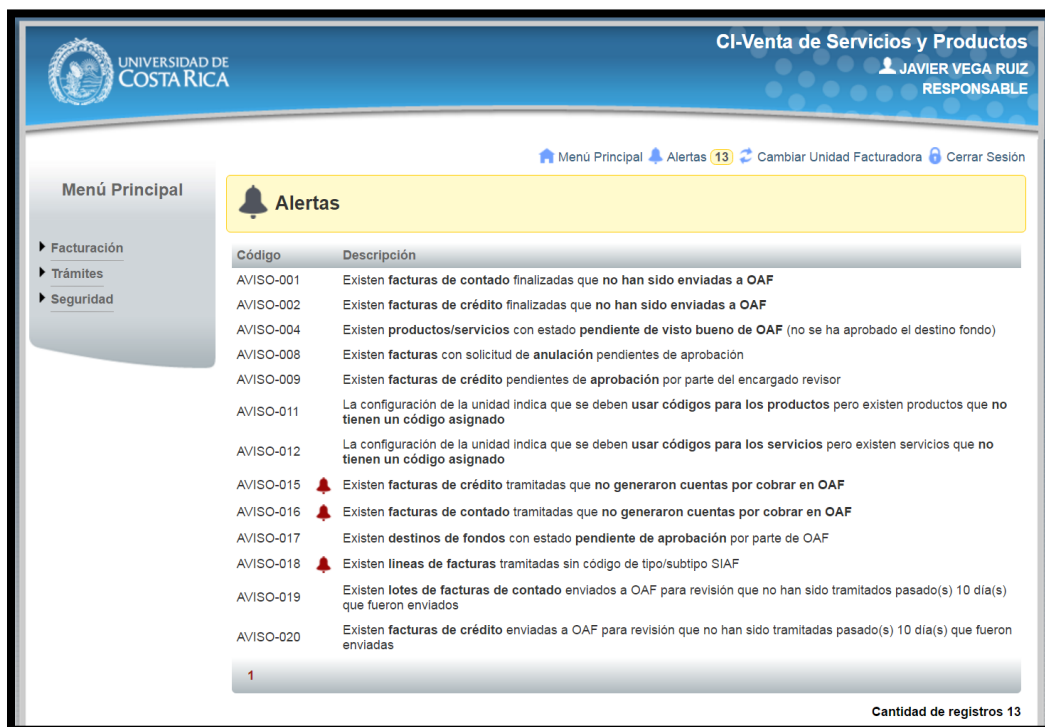 UNIVERSIDAD DE
COSTA RICA
CI-Venta de Servicios y Productos
JAVIER VEGA RUIZ
RESPONSABLE
Menú Principal Alertas 13 Cambiar Unidad Facturadora Cerrar Sesión
Menú Principal
Facturación
Trámites
Seguridad
Alertas
Código Descripción
AVISO-001 Existen facturas de contado finalizadas que no han sido enviadas a OAF
AVISO-002 Existen facturas de crédito finalizadas que no han sido enviadas a OAF
AVISO-004 Existen productos/servicios con estado pendiente de visto bueno de OAF (no se ha aprobado el destino fondo)
AVISO-008 Existen facturas con solicitud de anulación pendientes de aprobación
AVISO-009 Existen facturas de crédito pendientes de aprobación por parte del encargado revisor
AVISO-011 La configuración de la unidad indica que se deben usar códigos para los productos pero existen productos que no
tienen un código asignado
AVISO-012 La configuración de la unidad indica que se deben usar códigos para los servicios pero existen servicios que no
tienen un código asignado
AVISO-015 Existen facturas de crédito tramitadas que no generaron cuentas por cobrar en OAF
AVISO-016 Existen facturas de contado tramitadas que no generaron cuentas por cobrar en OAF
AVISO-017 Existen destinos de fondos con estado pendiente de aprobación por parte de OAF
AVISO-018 Existen lineas de facturas tramitadas sin código de tipo/subtipo SIAF
AVISO-019 Existen lotes de facturas de contado enviados a OAF para revisión que no han sido tramitados pasado(s) 10 día(s)
que fueron enviados
AVISO-020 Existen facturas de crédito enviadas a OAF para revisión que no han sido tramitadas pasado(s) 10 día(s) que fueron
enviadas
1
Cantidad de registros 13